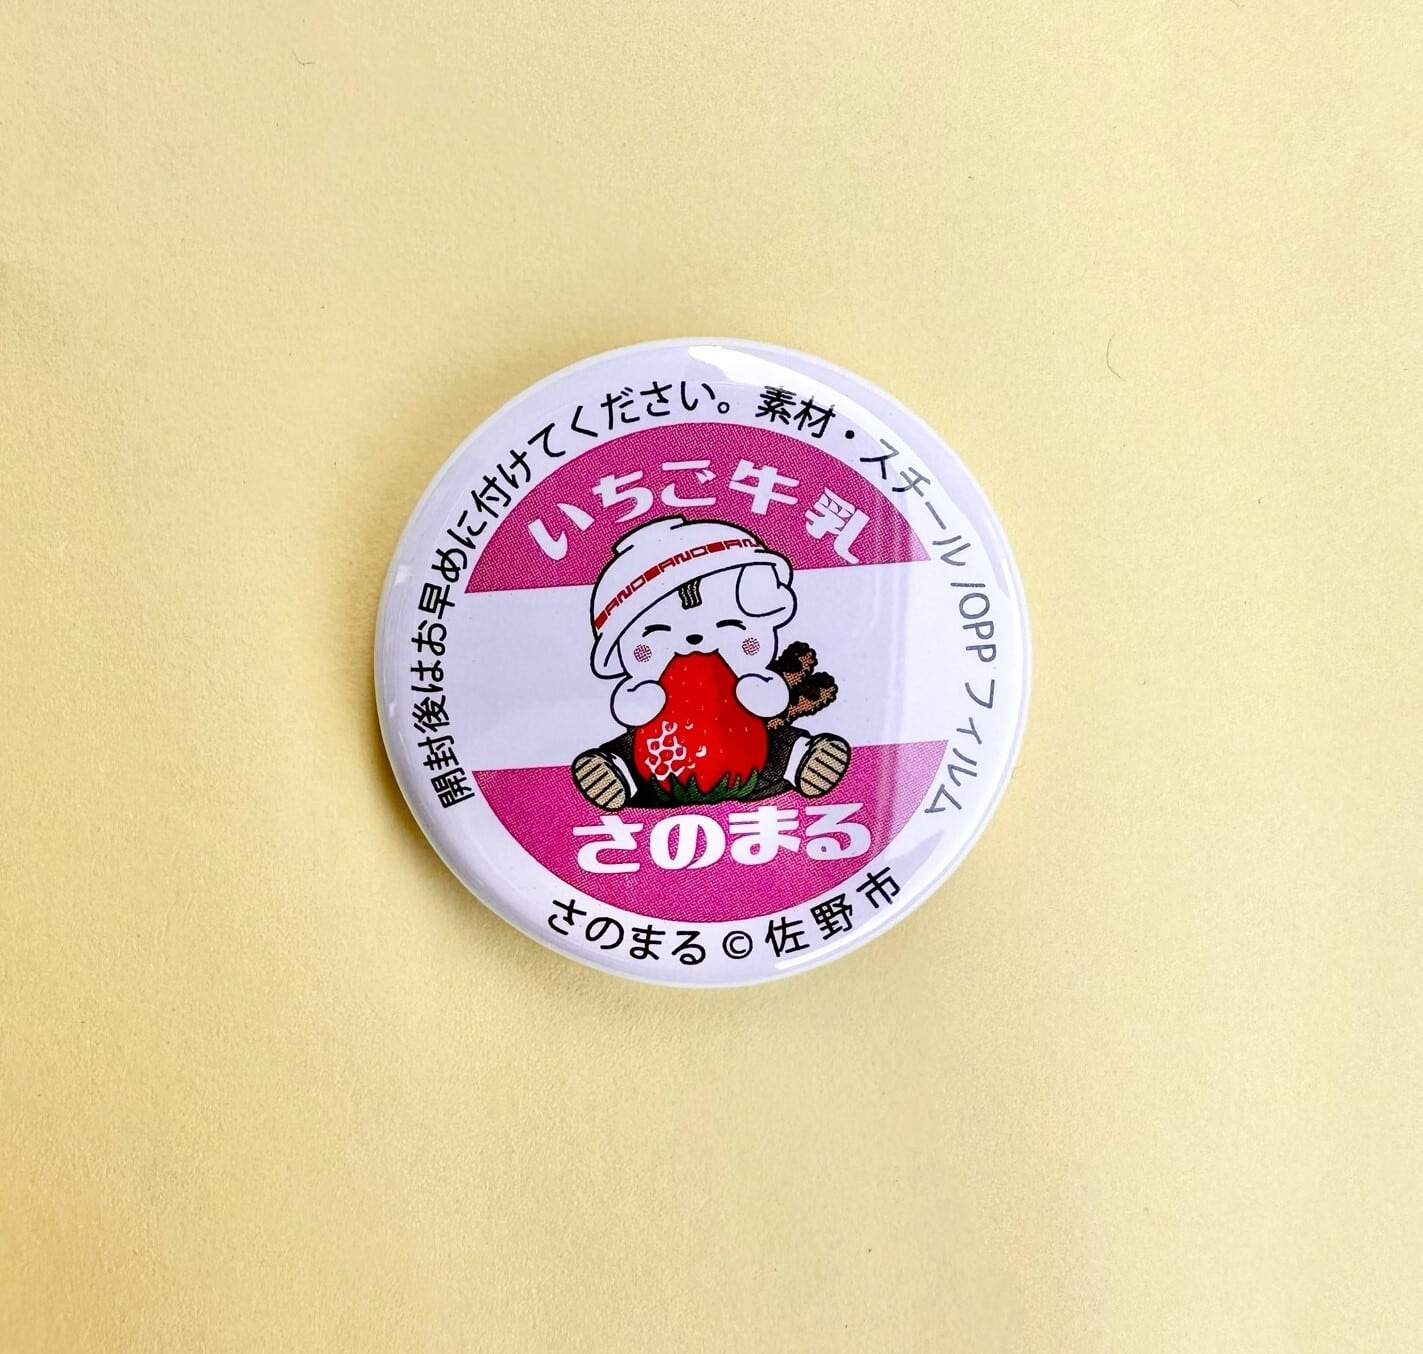 開封後はお早めに付けてください。素材・スチール/OPPフィルム
いちご牛乳
SANOSANOSAN
さのまる
さのまる©佐野市